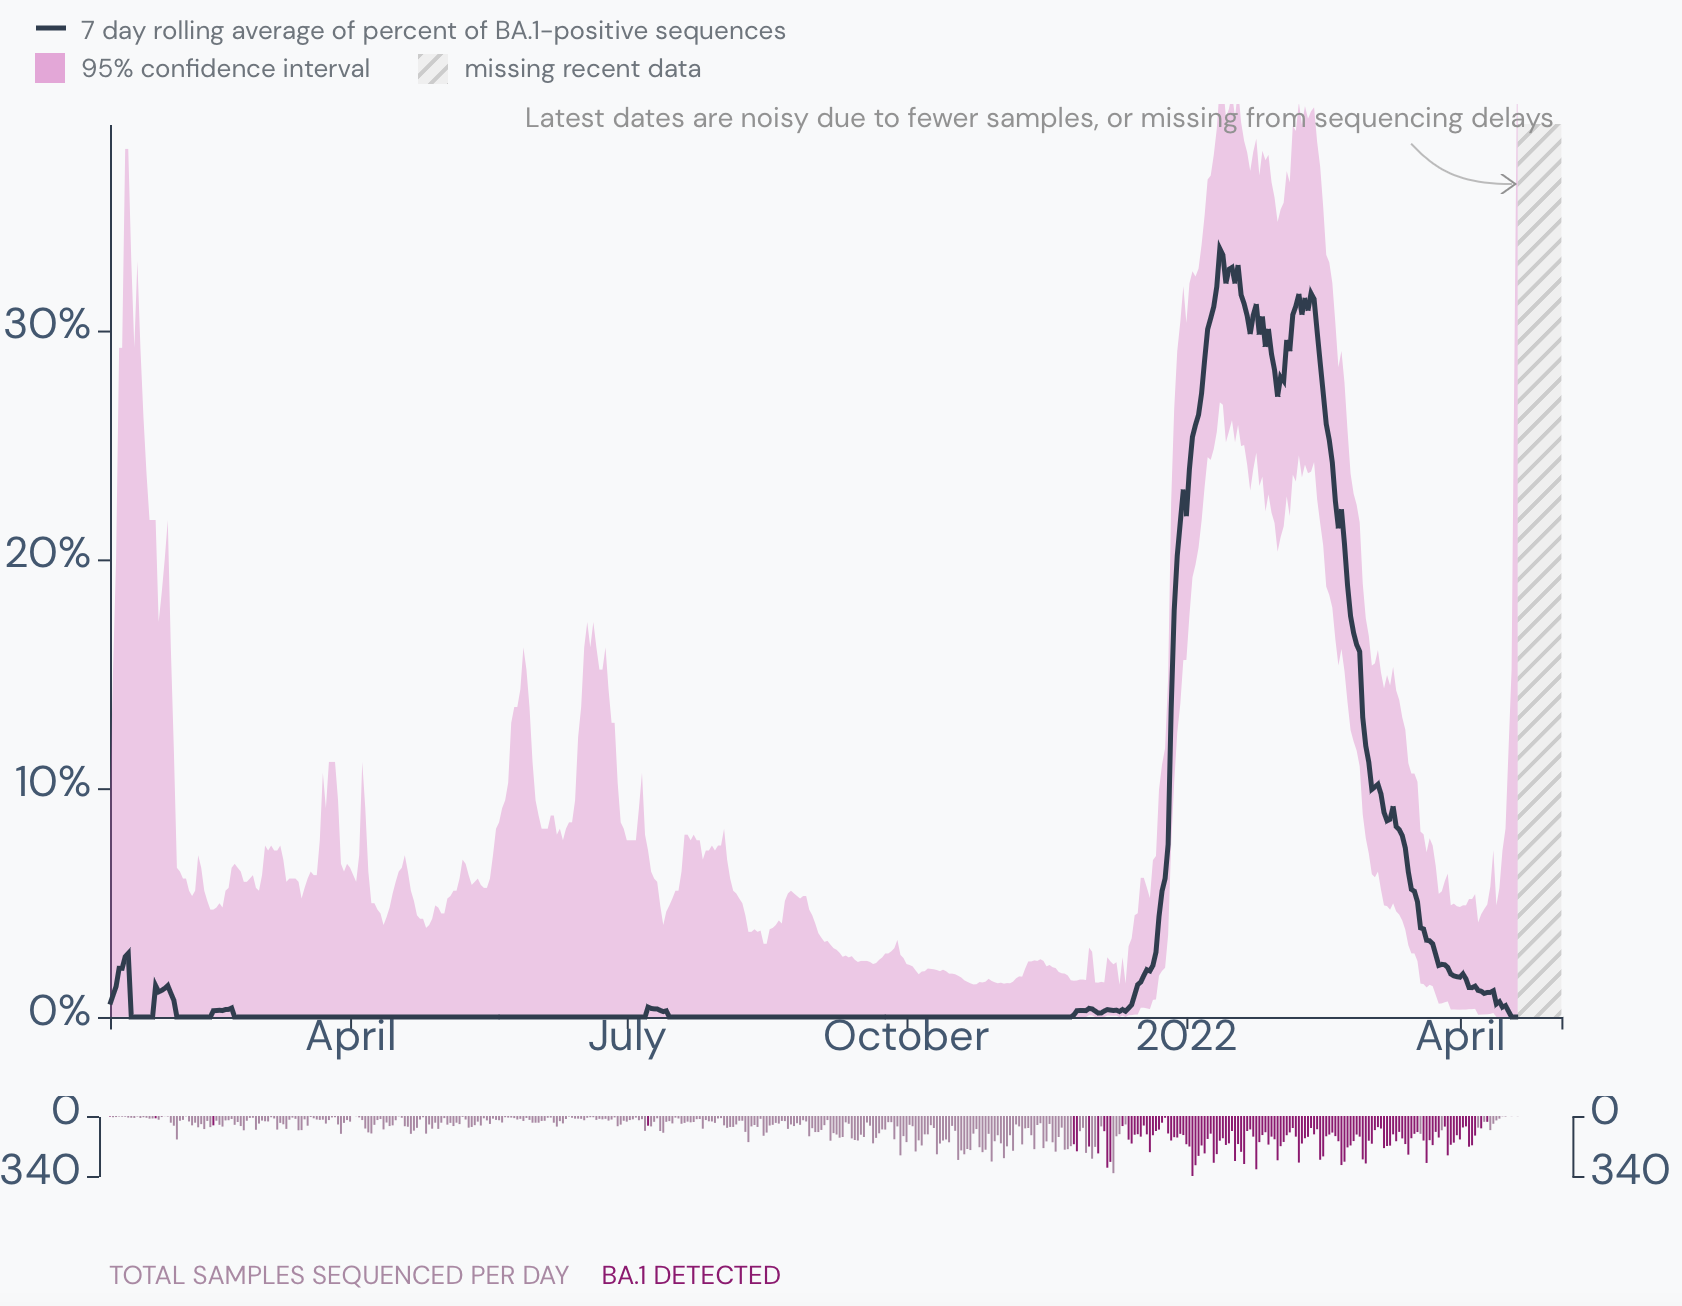 7 day rolling average of percent of BA.1-positive sequences
95% confidence interval missing recent data
Latest dates are noisy due to fewer samples, or missing from sequencing delays
30%
20%
10%
0%
April July October 2022 April
0 0
340 340
TOTAL SAMPLES SEQUENCED PER DAY BA.1 DETECTED